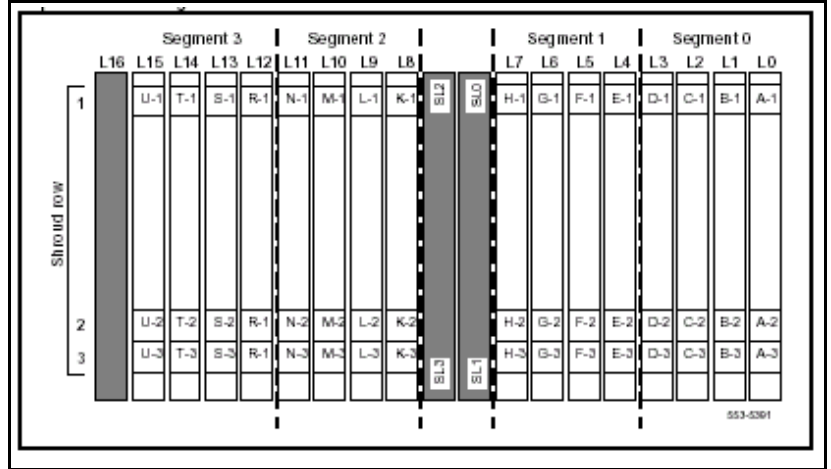 Segment 3 Segment 2 Segment 1 Segment 0
L16 L15 L14 L13 L12 L11 L10 L9 L8 L7 L6 L5 L4 L3 L2 L1 L0
1 U-1 T-1 S-1 R-1 N-1 M-1 L-1 K-1 SL2 SL0 H-1 G-1 F-1 E-1 D-1 C-1 B-1 A-1
Shroud row
2 U-2 T-2 S-2 R-1 N-2 M-2 L-2 K-2 H-2 G-2 F-2 E-2 D-2 C-2 B-2 A-2
3 U-3 T-3 S-3 R-1 N-3 M-3 L-3 K-3 SL3 SL1 H-3 G-3 F-3 E-3 D-3 C-3 B-3 A-3
553-5391